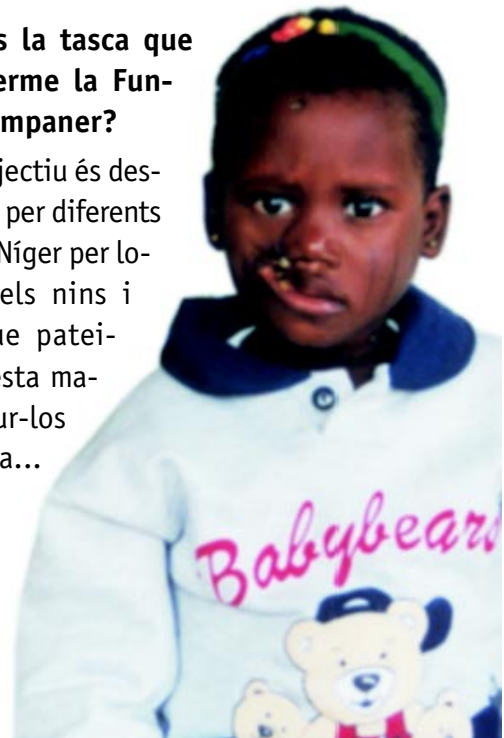 s la tasca que
erme la Fun-
mpaner?
jectiu és des-
per diferents
Níger per lo-
els nins i
ue patei-
esta ma-
ur-los
a...
Babybears